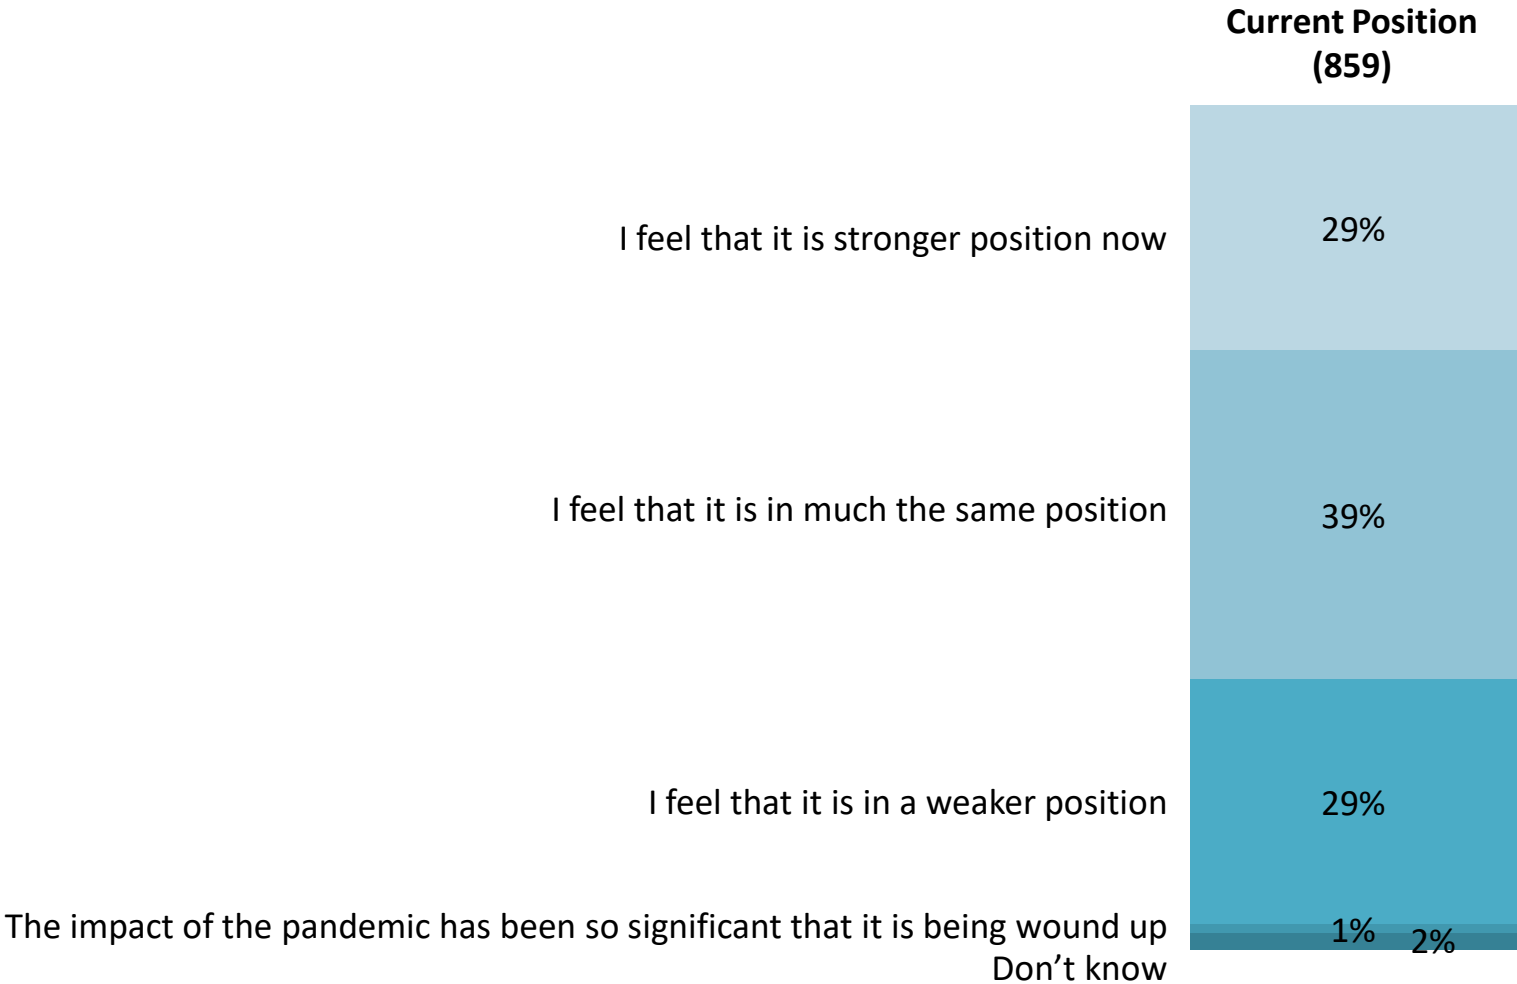 Current Position
(859)
I feel that it is stronger position now
29%
I feel that it is in much the same position
39%
I feel that it is in a weaker position
29%
The impact of the pandemic has been so significant that it is being wound up
1%
2%
Don’t know